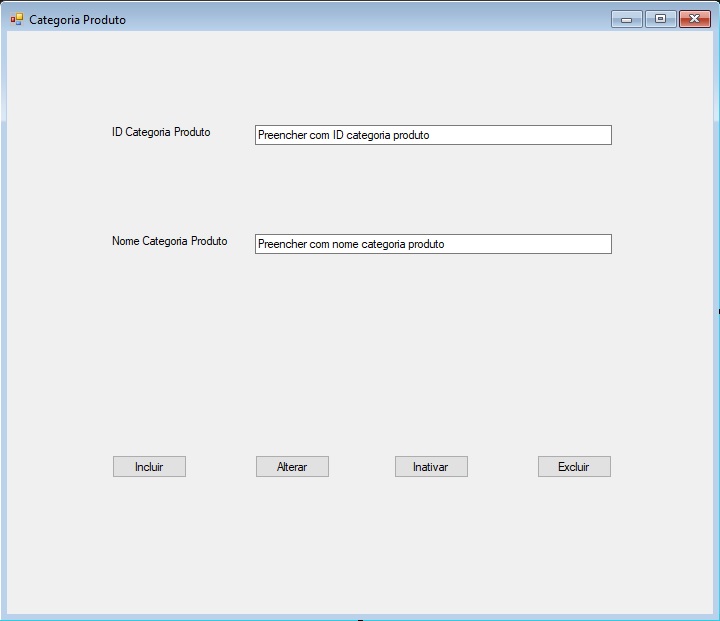 Categoria Produto
ID Categoria Produto
Preencher com ID categoria produto
Nome Categoria Produto
Preencher com nome categoria produto
Incluir
Alterar
Inativar
Excluir